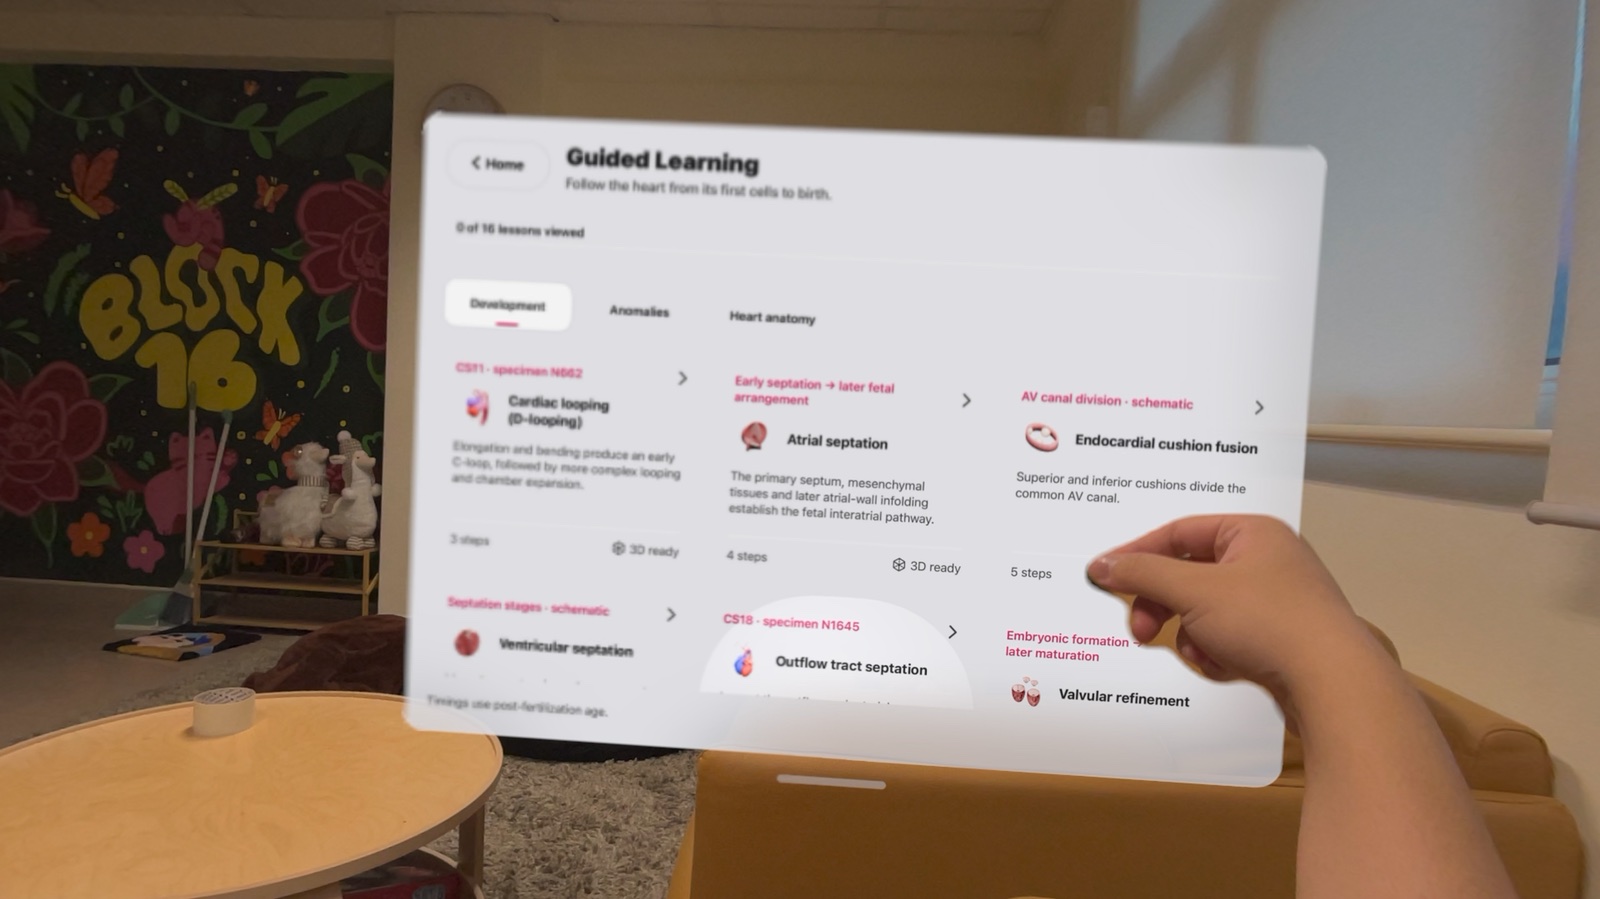 BLOCK
16
Home
Guided Learning
Follow the heart from its first cells to birth.
0 of 16 lessons viewed
Development
Anomalies
Heart anatomy
CS11 · specimen N662
Cardiac looping
(D-looping)
Elongation and bending produce an early
C-loop, followed by more complex looping
and chamber expansion.
3 steps
3D ready
Early septation → later fetal
arrangement
Atrial septation
The primary septum, mesenchymal
tissues and later atrial-wall infolding
establish the fetal interatrial pathway.
4 steps
3D ready
AV canal division · schematic
Endocardial cushion fusion
Superior and inferior cushions divide the
common AV canal.
5 steps
Septation stages · schematic
Ventricular septation
CS18 · specimen N1645
Outflow tract septation
Embryonic formation →
later maturation
Valvular refinement
Timings use post-fertilization age.